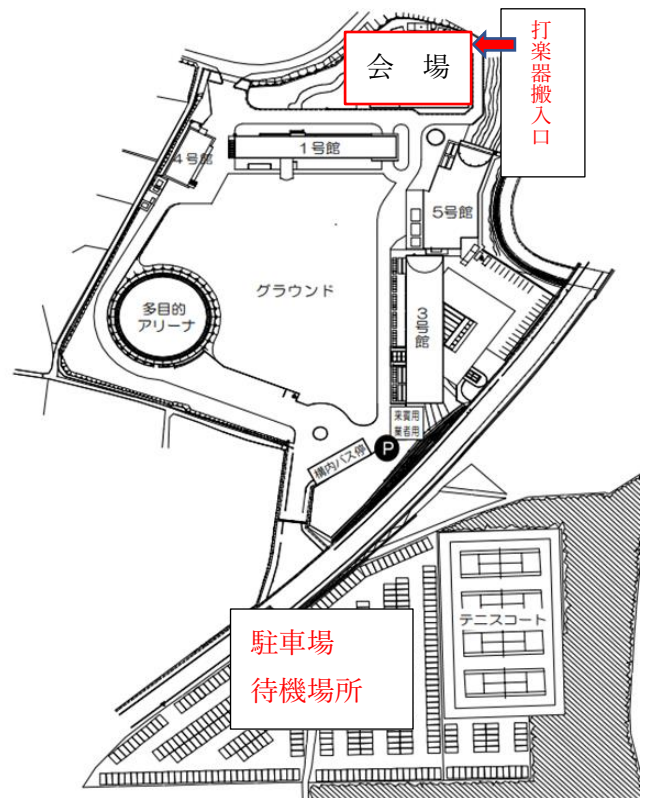 会　場
打楽器搬入口
1号館
4号館
5号館
グラウンド
多目的
アリーナ
3号館
来賓用
業者用
P
構内バス停
テニスコート
駐車場
待機場所